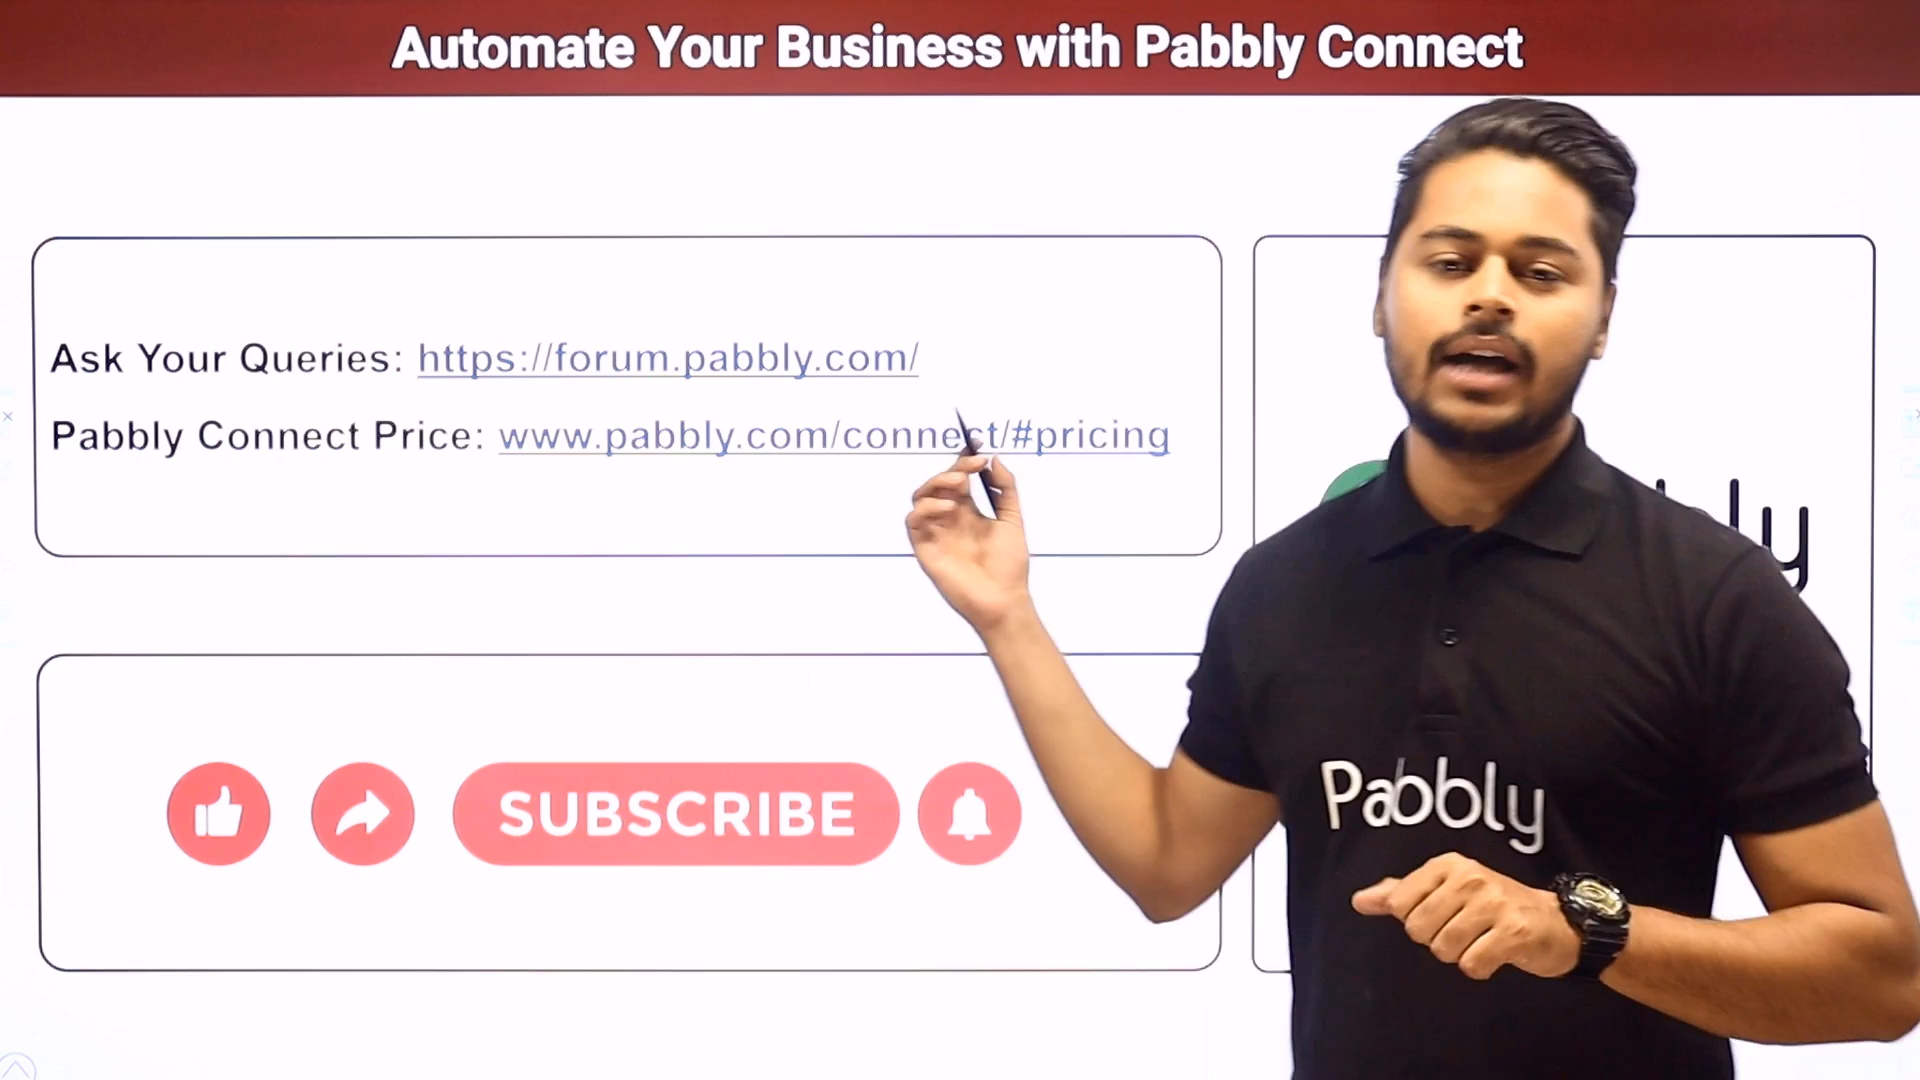 Automate Your Business with Pabbly Connect
Ask Your Queries: https://forum.pabbly.com/
Pabbly Connect Price: www.pabbly.com/connect/#pricing
SUBSCRIBE
Pabbly